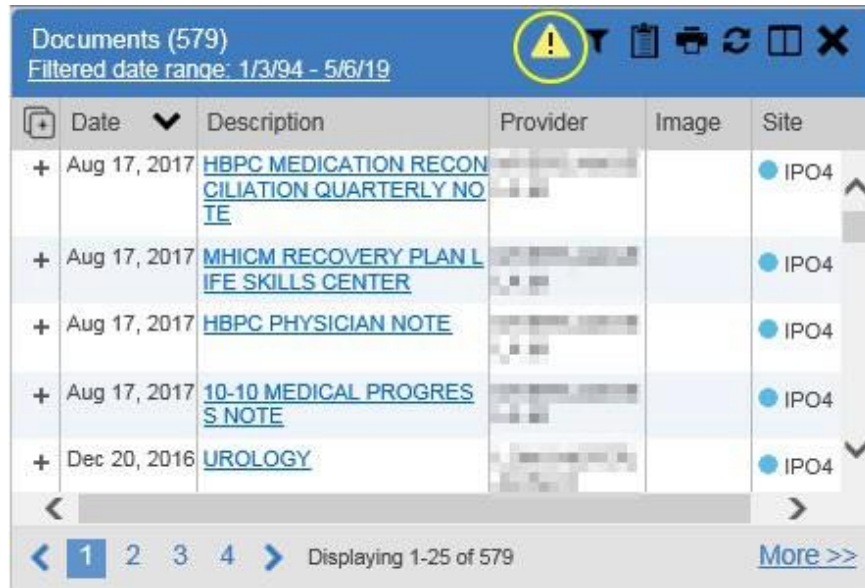 Documents (579)
Filtered date range: 1/3/94 - 5/6/19
Date Description Provider Image Site
+ Aug 17, 2017 HBPC MEDICATION RECON IPO4
CILIATION QUARTERLY NO
TE
+ Aug 17, 2017 MHICM RECOVERY PLAN L IPO4
IFE SKILLS CENTER
+ Aug 17, 2017 HBPC PHYSICIAN NOTE IPO4
+ Aug 17, 2017 10-10 MEDICAL PROGRES IPO4
S NOTE
+ Dec 20, 2016 UROLOGY IPO4
1 2 3 4 Displaying 1-25 of 579 More >>